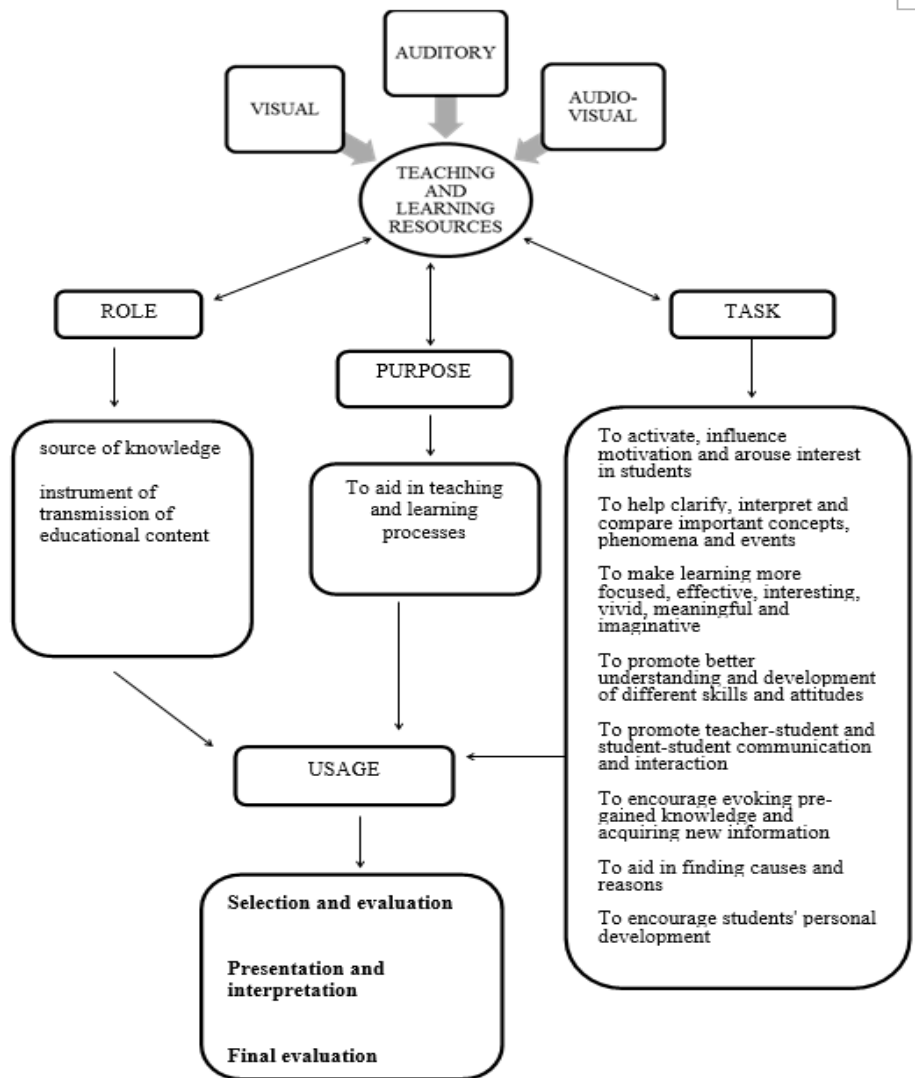 AUDITORY
VISUAL
AUDIO-
VISUAL
TEACHING
AND
LEARNING
RESOURCES
ROLE
PURPOSE
TASK
source of knowledge
instrument of
transmission of
educational content
To aid in teaching
and learning
processes
To activate, influence
motivation and arouse interest
in students
To help clarify, interpret and
compare important concepts,
phenomena and events
To make learning more
focused, effective, interesting,
vivid, meaningful and
imaginative
To promote better
understanding and development
of different skills and attitudes
To promote teacher-student and
student-student communication
and interaction
To encourage evoking pre-
gained knowledge and
acquiring new information
To aid in finding causes and
reasons
To encourage students' personal
development
USAGE
Selection and evaluation
Presentation and
interpretation
Final evaluation